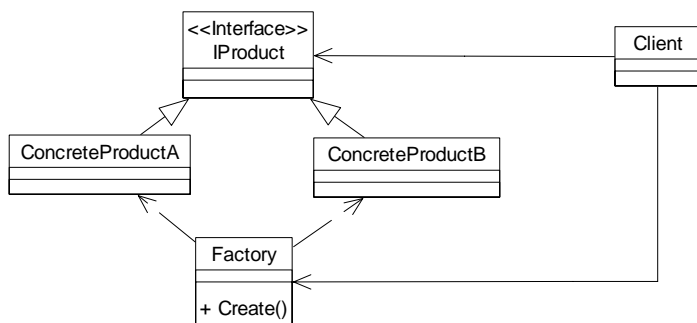 <<Interface>>
IProduct
Client
ConcreteProductA
ConcreteProductB
Factory
+ Create()